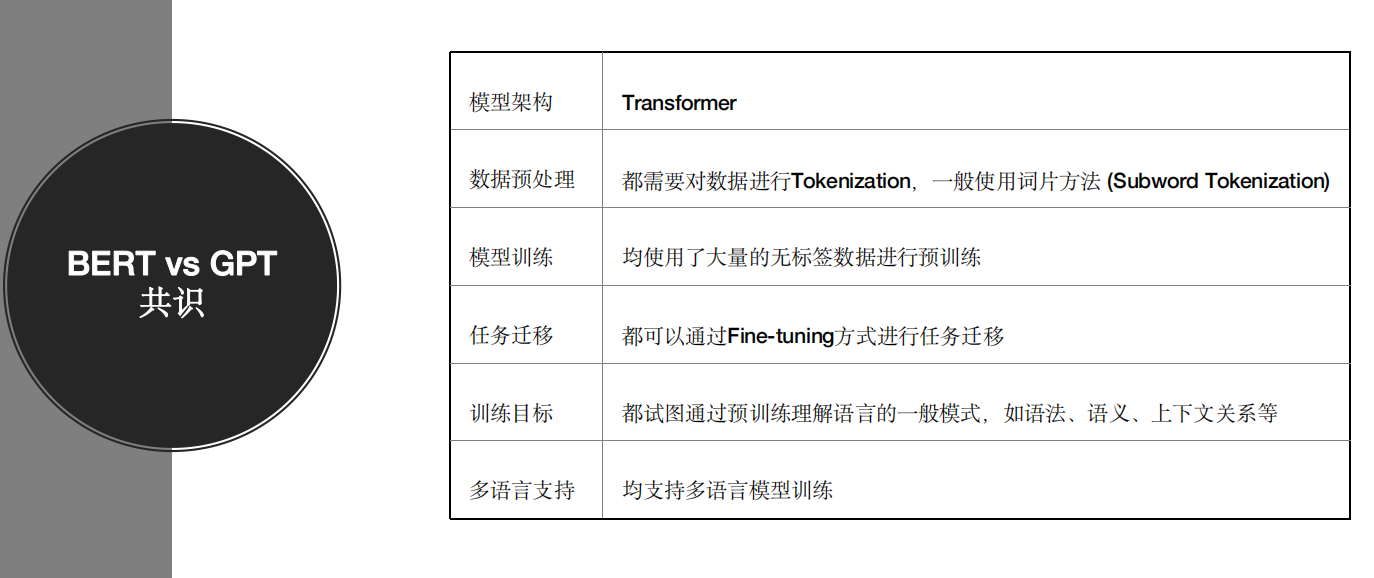 BERT vs GPT
共识
模型架构
Transformer
数据预处理
都需要对数据进行Tokenization，一般使用词片方法 (Subword Tokenization)
模型训练
均使用了大量的无标签数据进行预训练
任务迁移
都可以通过Fine-tuning方式进行任务迁移
训练目标
都试图通过预训练理解语言的一般模式，如语法、语义、上下文关系等
多语言支持
均支持多语言模型训练